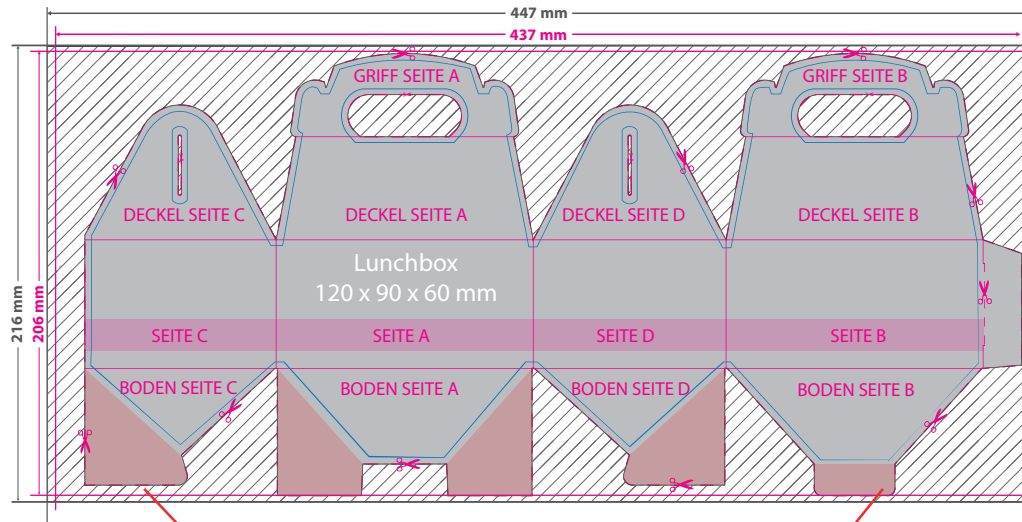 447 mm
437 mm
216 mm
206 mm
GRIFF SEITE A
GRIFF SEITE B
DECKEL SEITE C
DECKEL SEITE A
DECKEL SEITE D
DECKEL SEITE B
Lunchbox
120 x 90 x 60 mm
SEITE C
SEITE A
SEITE D
SEITE B
BODEN SEITE C
BODEN SEITE A
BODEN SEITE D
BODEN SEITE B